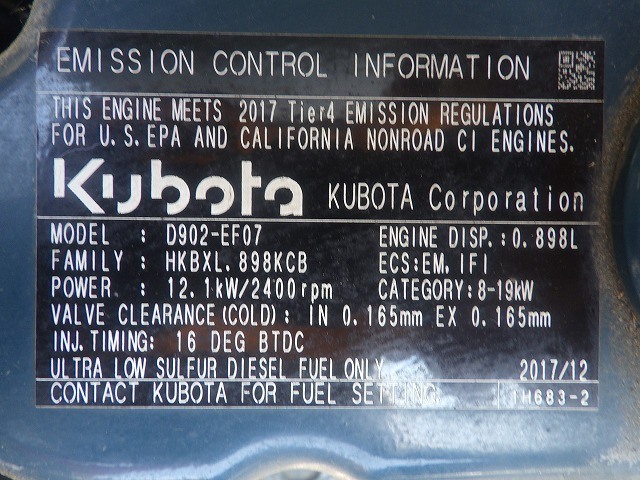 EMISSION CONTROL INFORMATION
THIS ENGINE MEETS 2017 Tier4 EMISSION REGULATIONS
FOR U.S.EPA AND CALIFORNIA NONROAD CI ENGINES.
Kubota KUBOTA Corporation
MODEL : D902-EF07 ENGINE DISP.:0.898L
FAMILY : HKBXL.898KCB ECS:EM,IFI
POWER : 12.1kW/2400rpm CATEGORY:8-19kW
VALVE CLEARANCE(COLD): IN 0.165mm EX 0.165mm
INJ.TIMING: 16 DEG BTDC
ULTRA LOW SULFUR DIESEL FUEL ONLY 2017/12
CONTACT KUBOTA FOR FUEL SETTING. 1H683-2